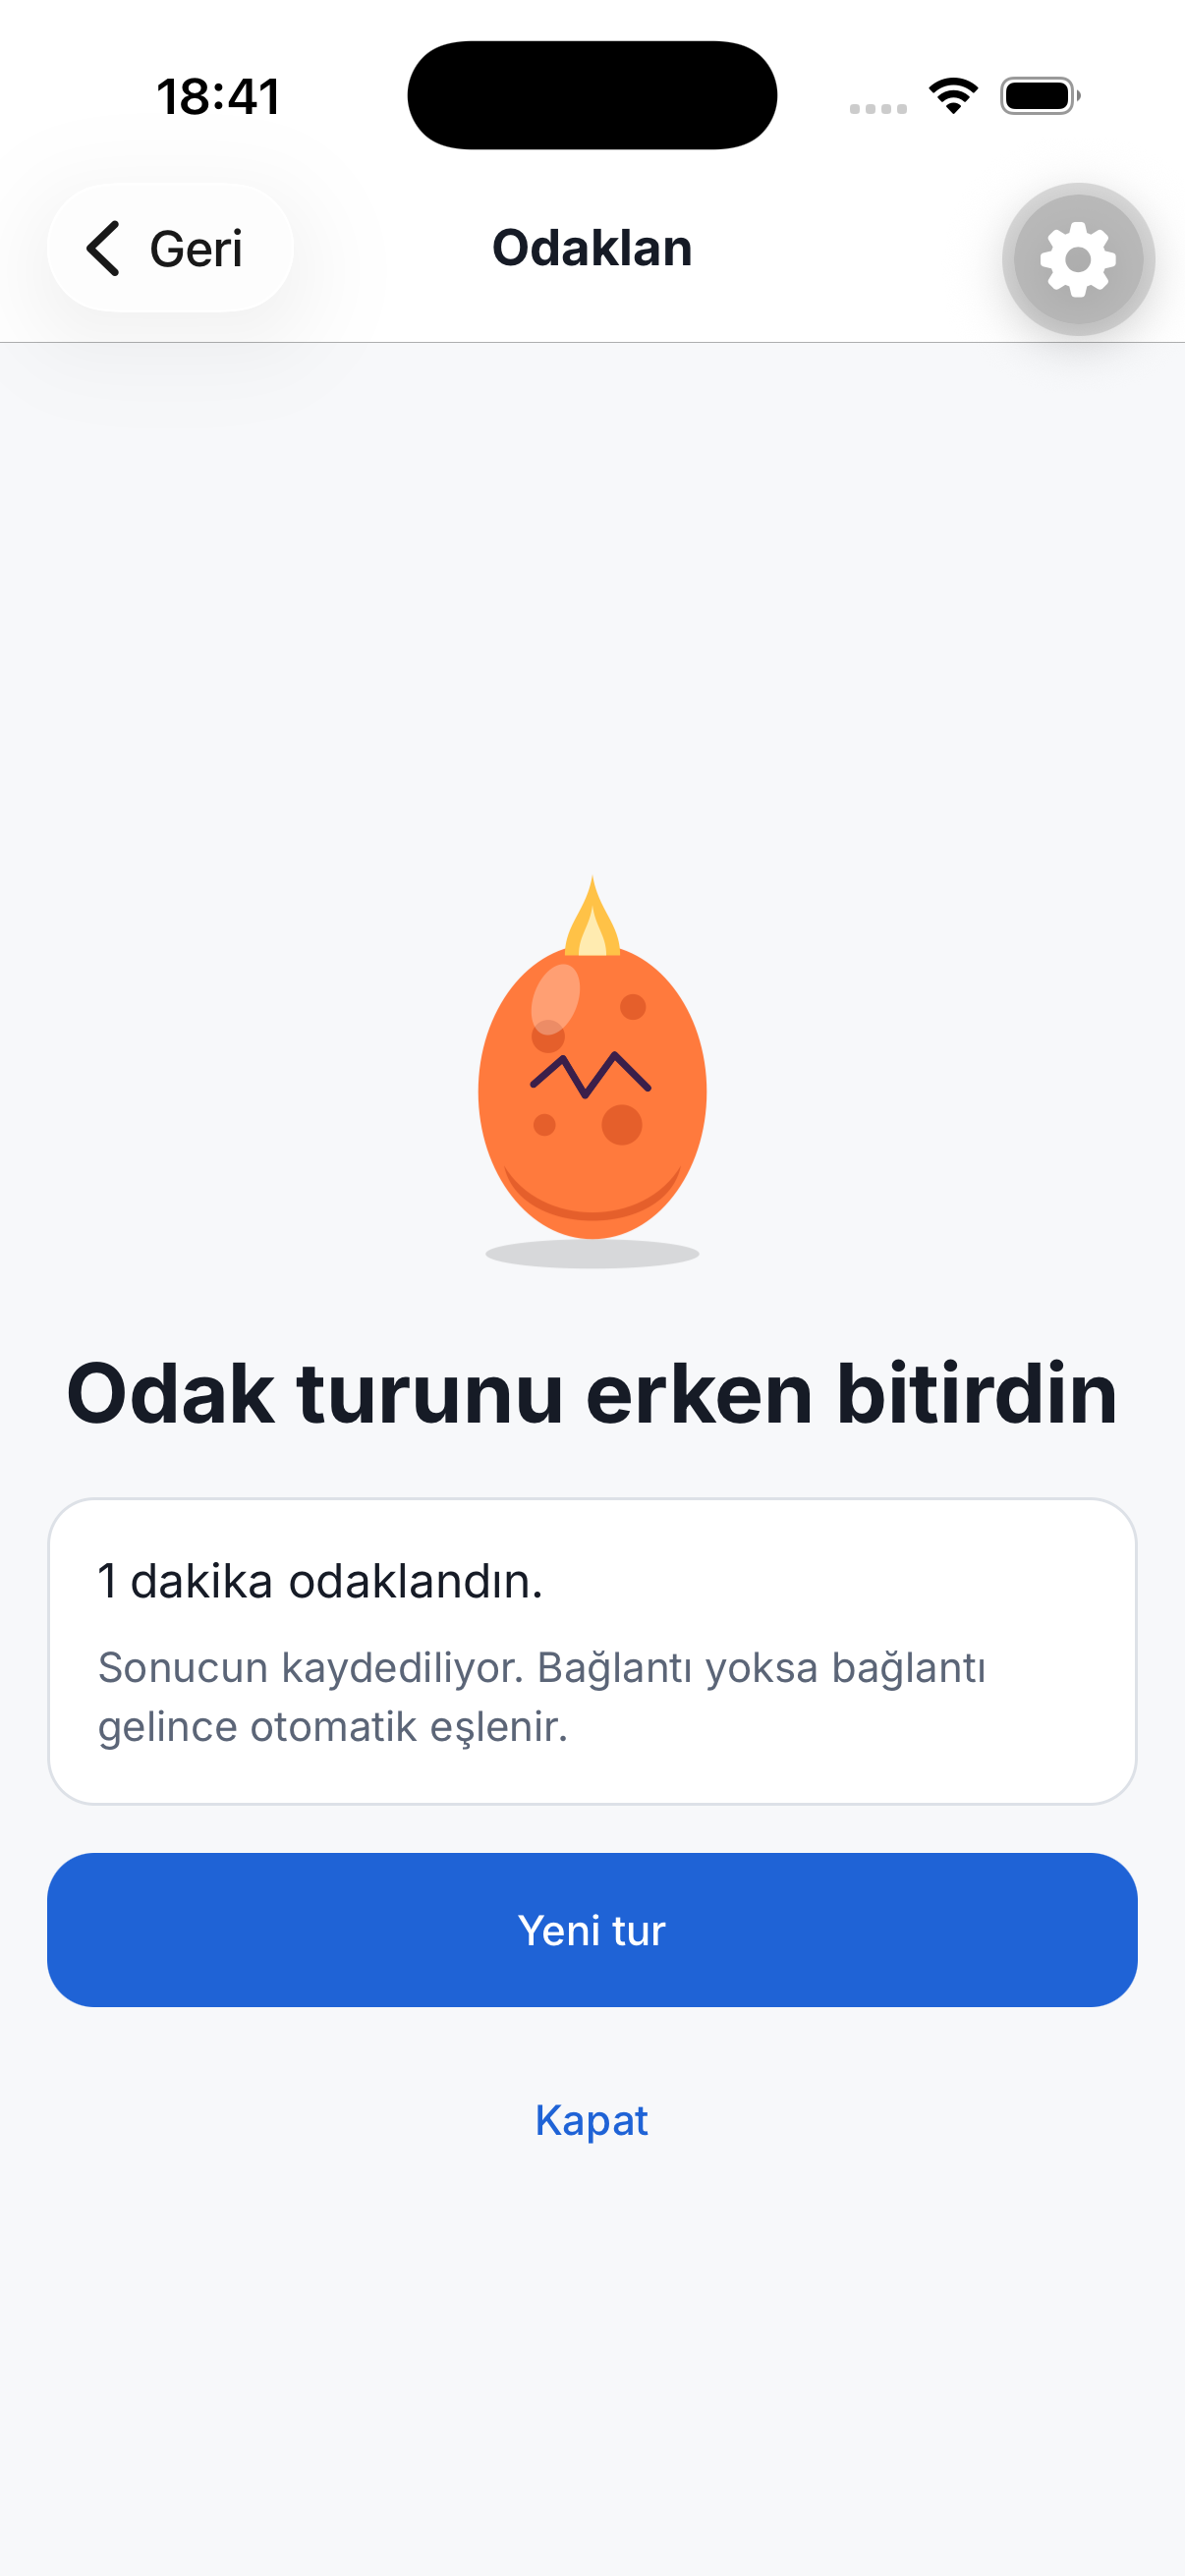 18:41
Geri
Odaklan
Odak turunu erken bitirdin
1 dakika odaklandın.
Sonucun kaydediliyor. Bağlantı yoksa bağlantı
gelince otomatik eşlenir.
Yeni tur
Kapat